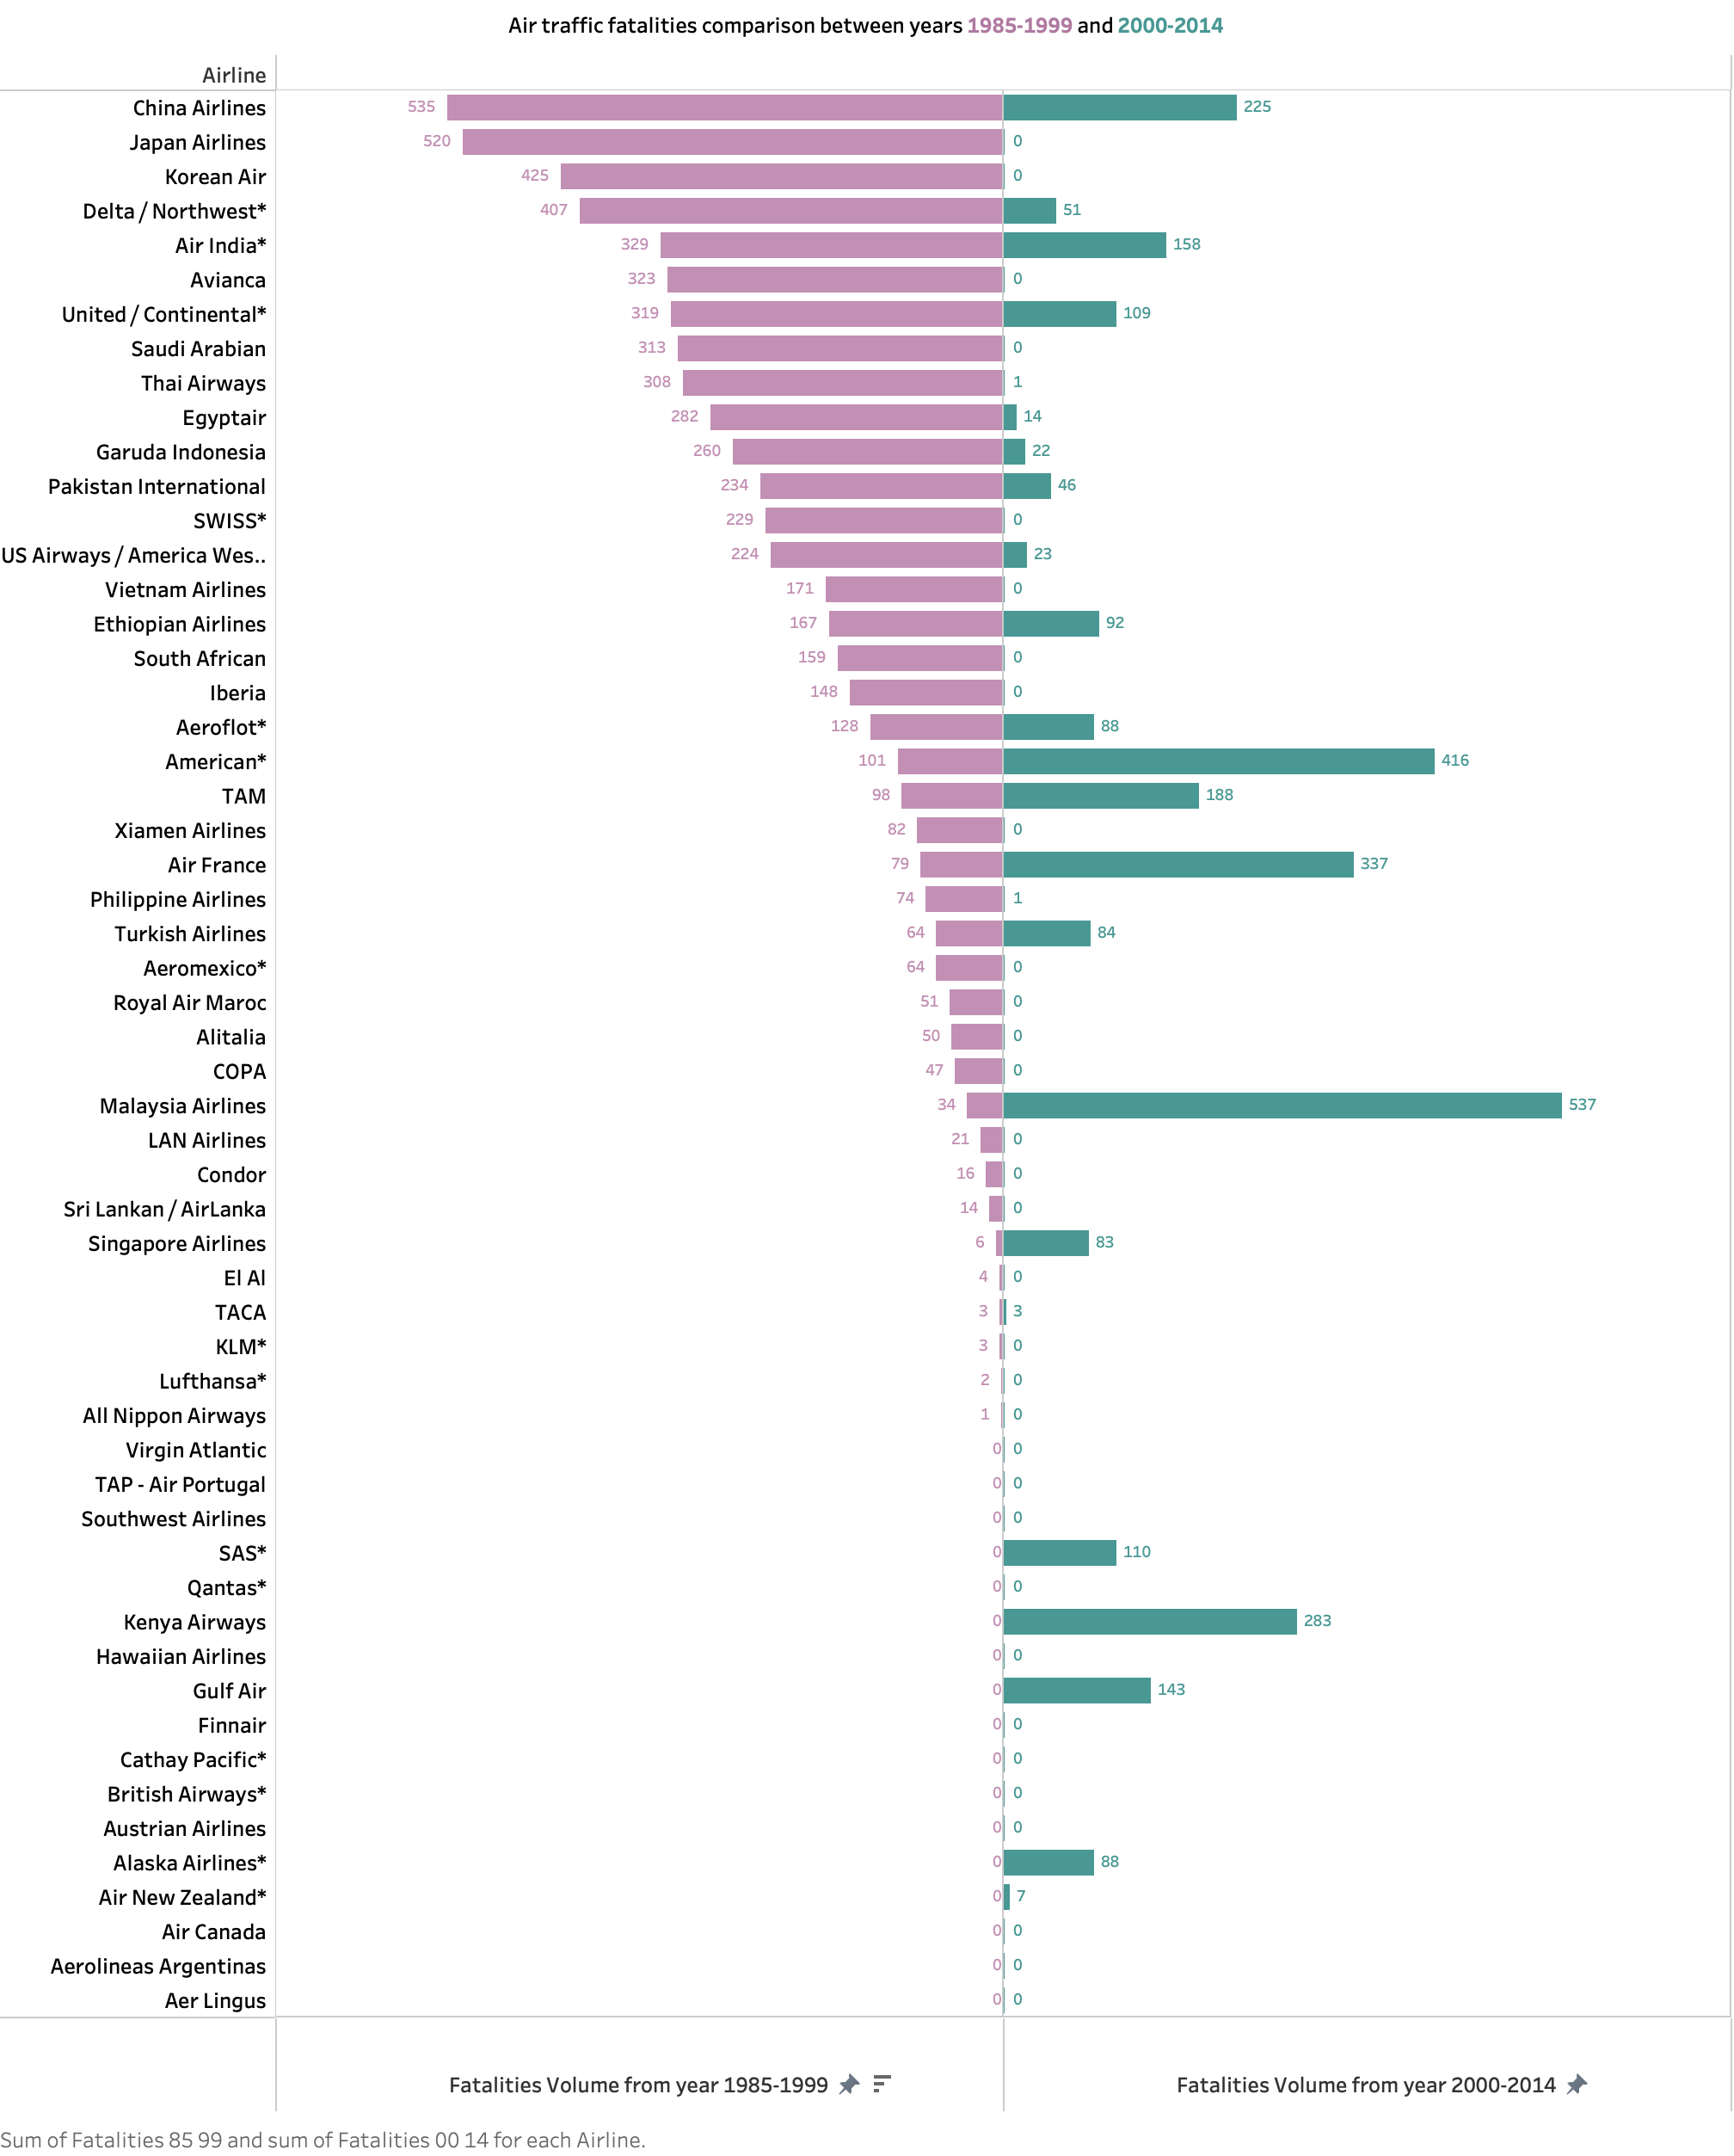 Air traffic fatalities comparison between years 1985-1999 and 2000-2014
Airline
China Airlines 535 225
Japan Airlines 520 0
Korean Air 425 0
Delta / Northwest* 407 51
Air India* 329 158
Avianca 323 0
United / Continental* 319 109
Saudi Arabian 313 0
Thai Airways 308 1
Egyptair 282 14
Garuda Indonesia 260 22
Pakistan International 234 46
SWISS* 229 0
US Airways / America Wes.. 224 23
Vietnam Airlines 171 0
Ethiopian Airlines 167 92
South African 159 0
Iberia 148 0
Aeroflot* 128 88
American* 101 416
TAM 98 188
Xiamen Airlines 82 0
Air France 79 337
Philippine Airlines 74 1
Turkish Airlines 64 84
Aeromexico* 64 0
Royal Air Maroc 51 0
Alitalia 50 0
COPA 47 0
Malaysia Airlines 34 537
LAN Airlines 21 0
Condor 16 0
Sri Lankan / AirLanka 14 0
Singapore Airlines 6 83
El Al 4 0
TACA 3 3
KLM* 3 0
Lufthansa* 2 0
All Nippon Airways 1 0
Virgin Atlantic 0 0
TAP - Air Portugal 0 0
Southwest Airlines 0 0
SAS* 0 110
Qantas* 0 0
Kenya Airways 0 283
Hawaiian Airlines 0 0
Gulf Air 0 143
Finnair 0 0
Cathay Pacific* 0 0
British Airways* 0 0
Austrian Airlines 0 0
Alaska Airlines* 0 88
Air New Zealand* 0 7
Air Canada 0 0
Aerolineas Argentinas 0 0
Aer Lingus 0 0
Fatalities Volume from year 1985-1999 Fatalities Volume from year 2000-2014
Sum of Fatalities 85 99 and sum of Fatalities 00 14 for each Airline.